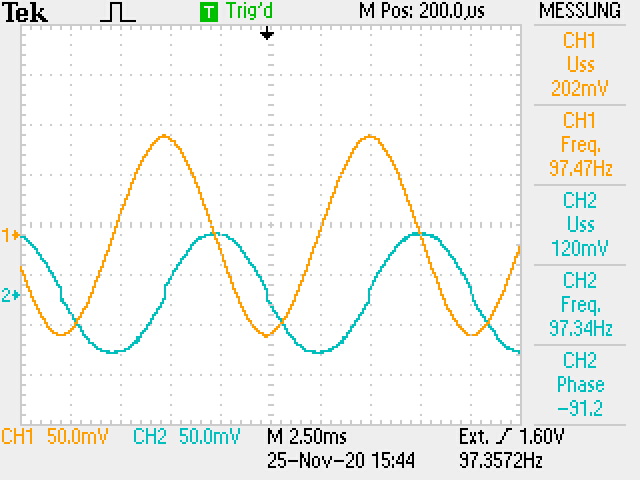 Tek T Trig'd M Pos: 200.0µs MESSUNG
CH1
Uss
202mV
CH1
Freq.
97.47Hz
CH2
Uss
120mV
CH2
Freq.
97.34Hz
CH2
Phase
-91.2
1
2
CH1 50.0mV CH2 50.0mV M 2.50ms Ext. 1.60V
25-Nov-20 15:44 97.3572Hz